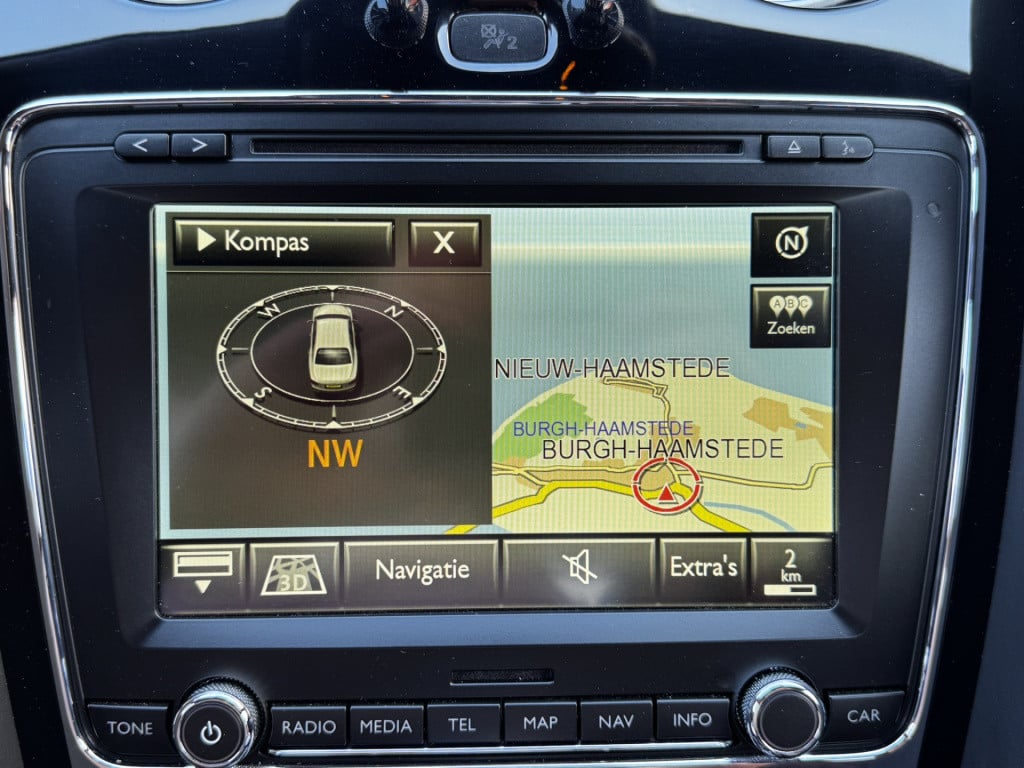 2
< >
Kompas X
N
A B C
Zoeken
W N
S E
NW
NIEUW-HAAMSTEDE
BURGH-HAAMSTEDE
BURGH-HAAMSTEDE
3D Navigatie Extra's 2
km
TONE RADIO MEDIA TEL MAP NAV INFO CAR